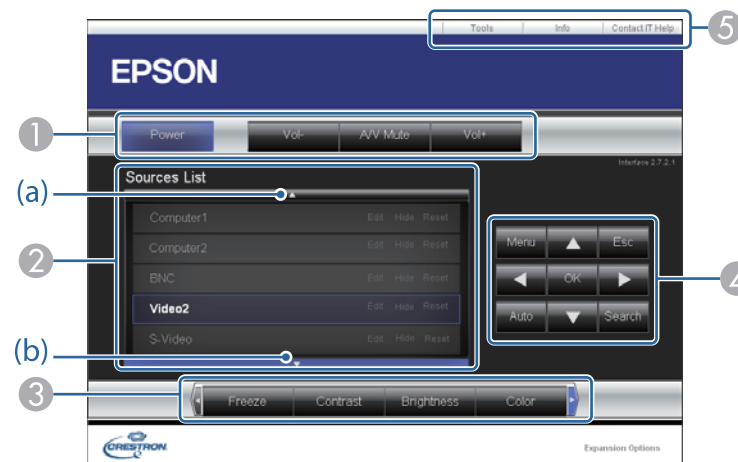 Tools Info Contact IT Help 5
EPSON
1 Power Vol- A/V Mute Vol+
Interface 2.7.2.1
Sources List
(a)
Computer1 Edit Hide Reset
Computer2 Edit Hide Reset
2
BNC Edit Hide Reset
Video2 Edit Hide Reset
S-Video Edit Hide Reset
(b)
Menu Esc
OK 4
Auto Search
3 Freeze Contrast Brightness Color
CRESTRON
Expansion Options